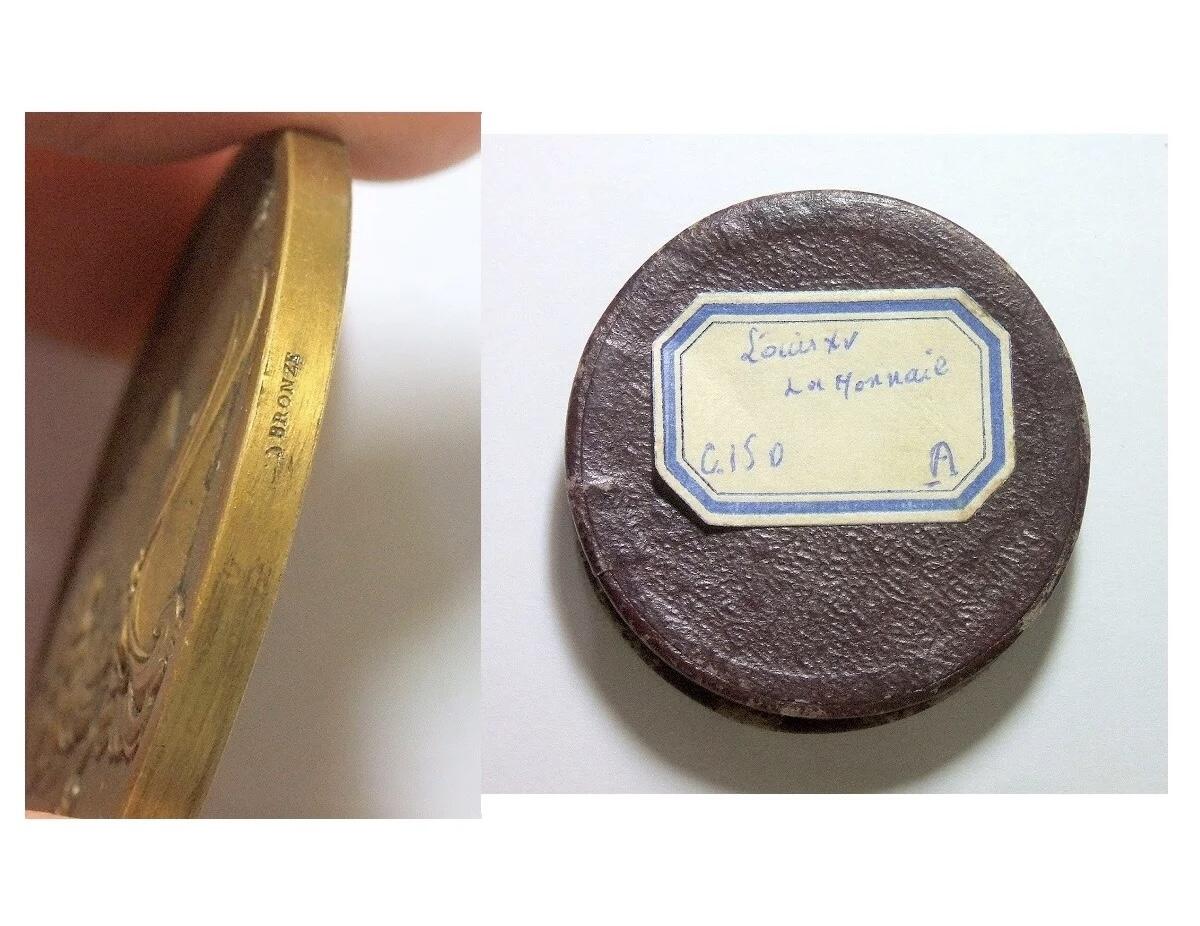 BRONZE
Louis XV
La Monnaie
C.150 A